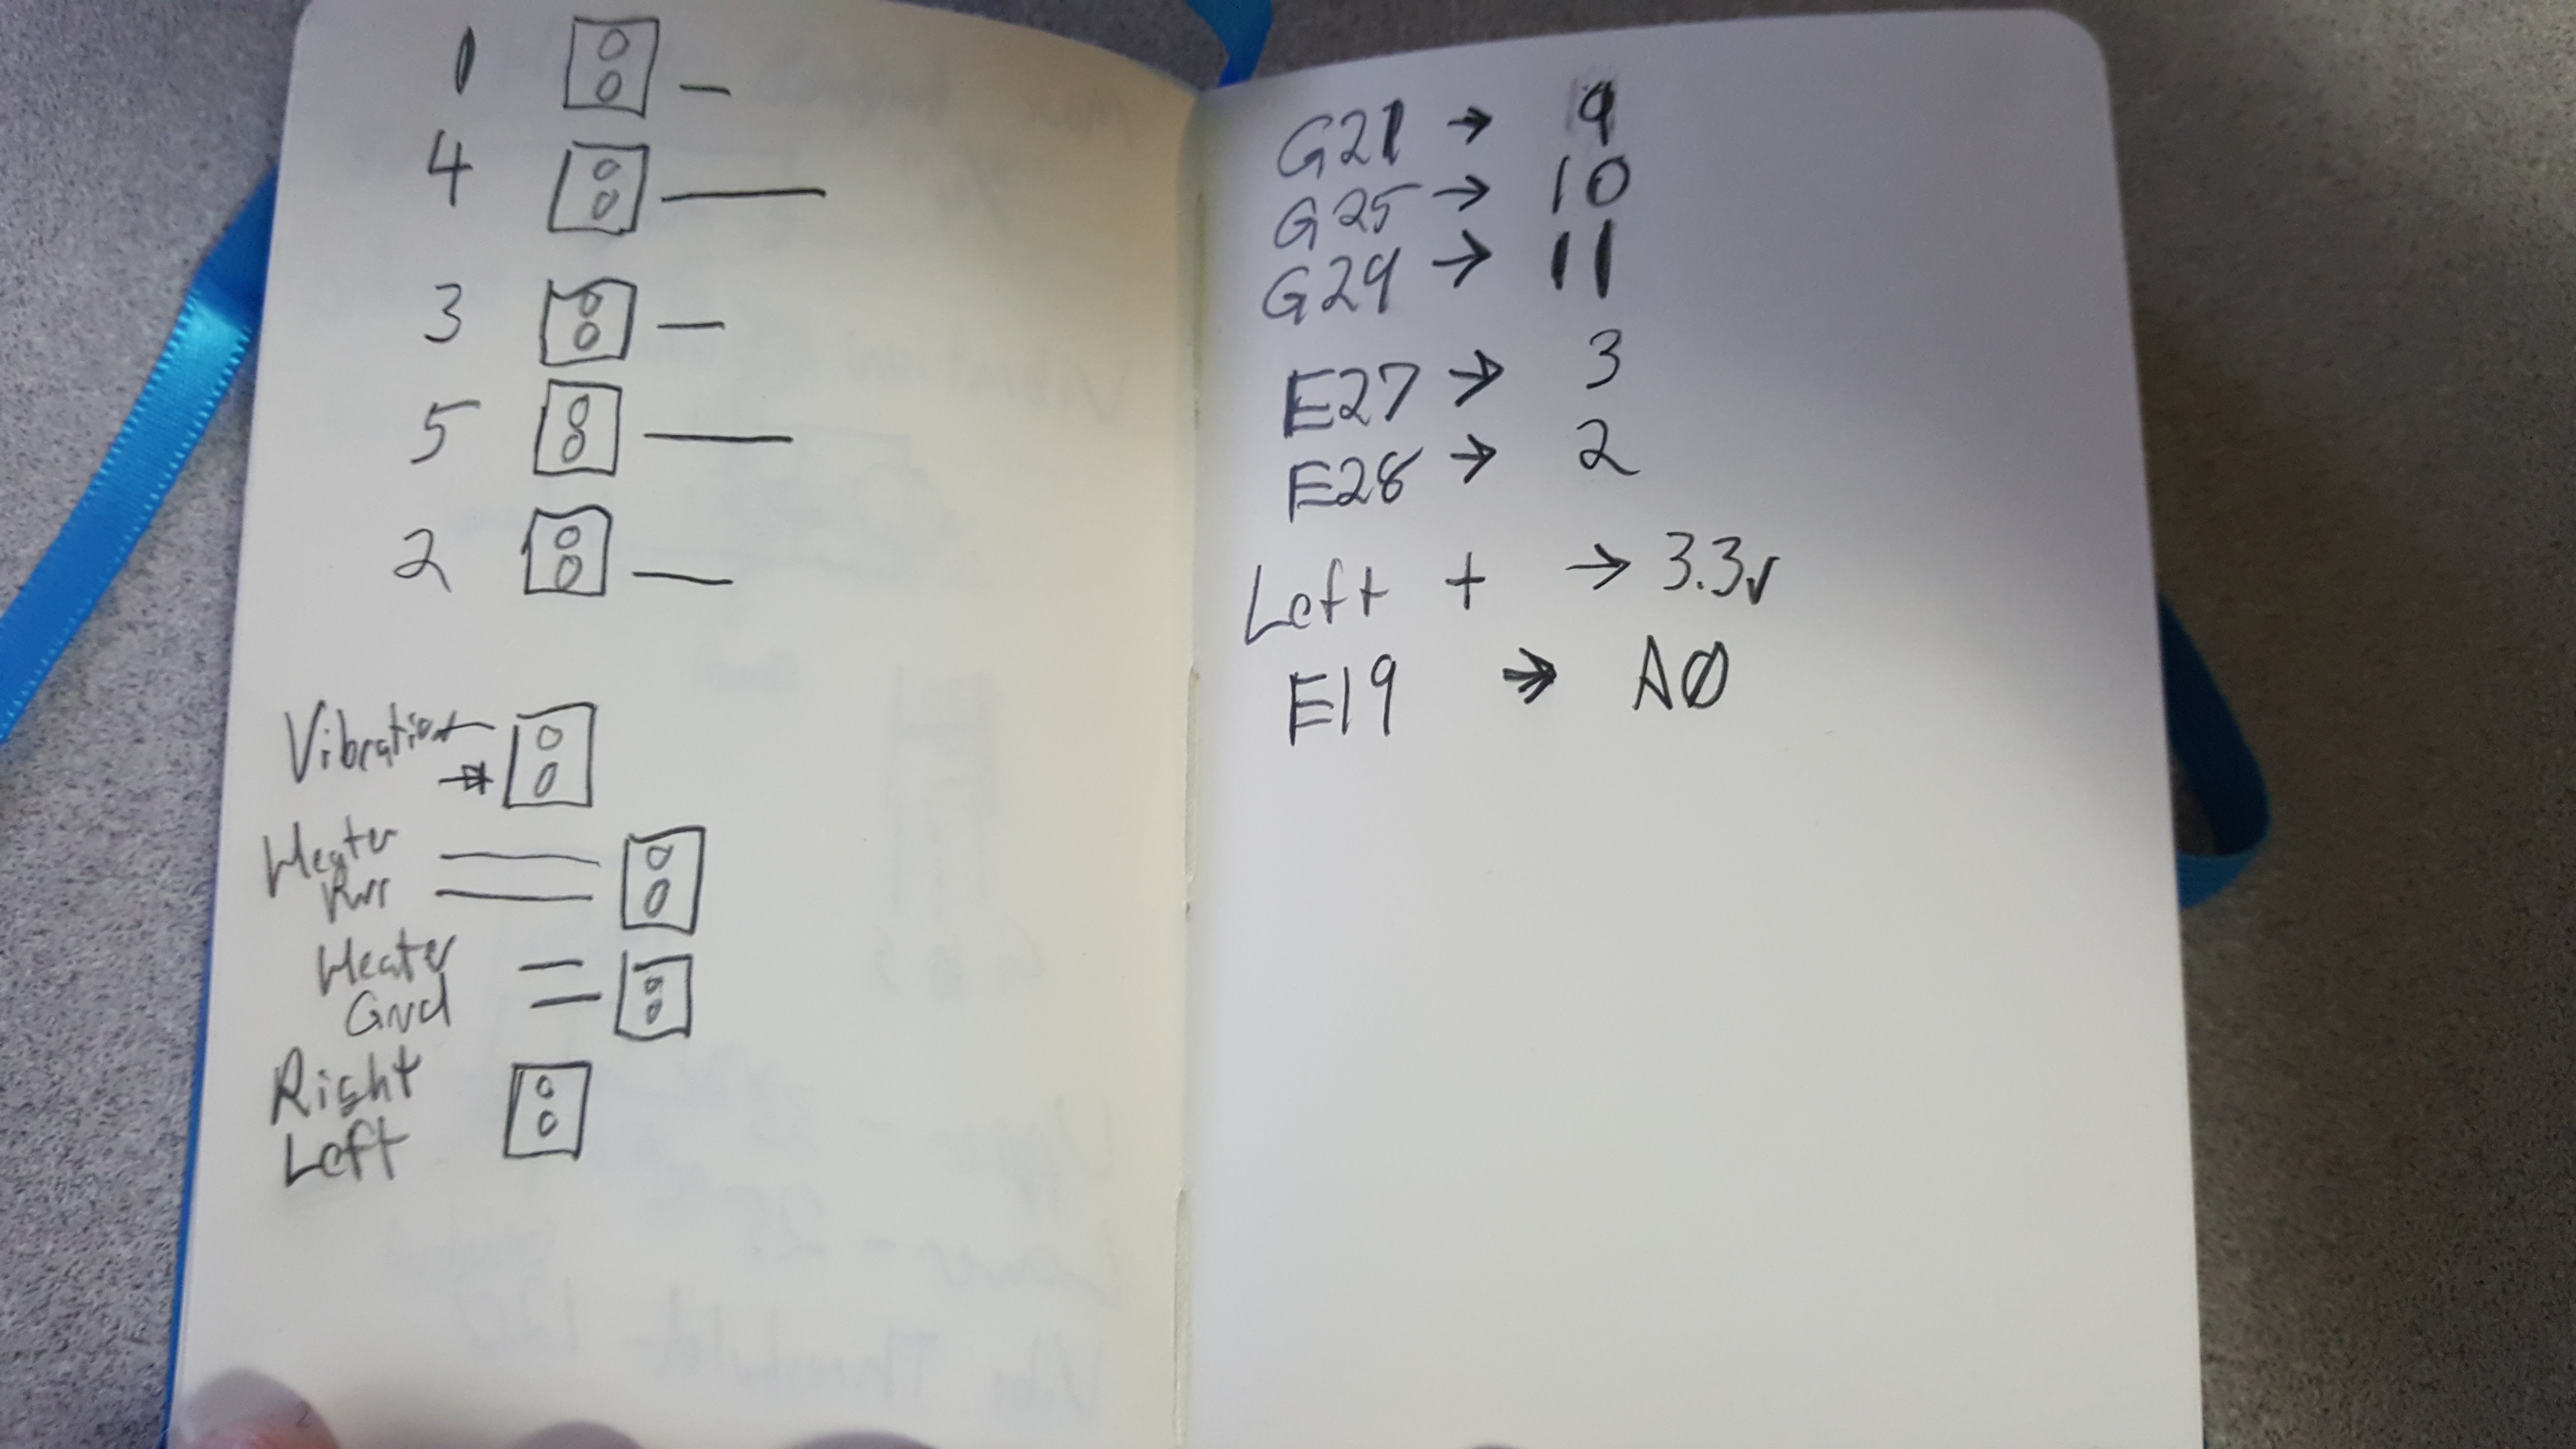 1
4
3
5
2
Vibration
Heater
Pwr
Heater
Gnd
Right
Left
2
G21 → 9
G25 → 10
G29 → 11
E27 → 3
E28 → 2
Left + → 3.3v
E19 → AØ